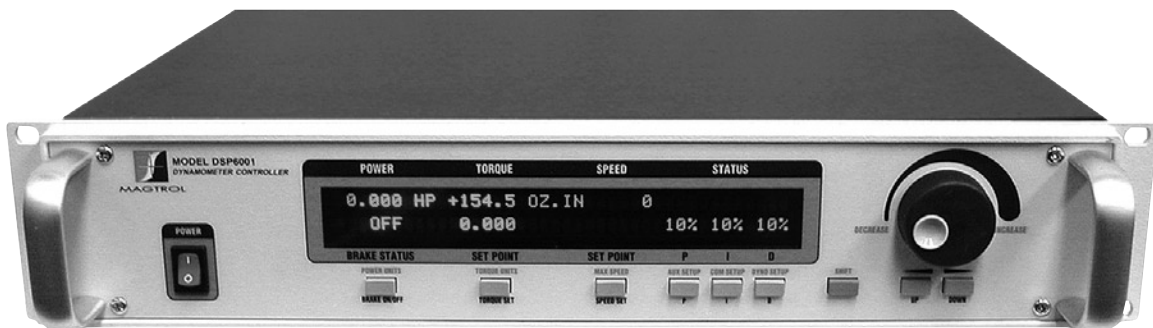 MODEL DSP6001
DYNAMOMETER CONTROLLER
MAGTROL
POWER
POWER TORQUE SPEED STATUS
0.000 HP +154.5 OZ.IN 0
OFF 0.000 10% 10% 10%
BRAKE STATUS SET POINT SET POINT P I D
POWER UNITS TORQUE UNITS MAX SPEED AUX SETUP COM SETUP DYNO SETUP SHIFT
BRAKE ON/OFF TORQUE SET SPEED SET P I D UP DOWN
DECREASE INCREASE